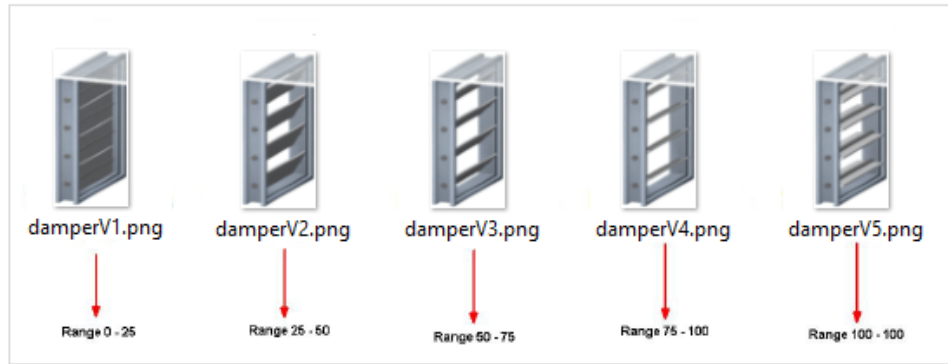 damperV1.png
damperV2.png
damperV3.png
damperV4.png
damperV5.png
Range 0 - 25
Range 25 - 50
Range 50 - 75
Range 75 - 100
Range 100 - 100